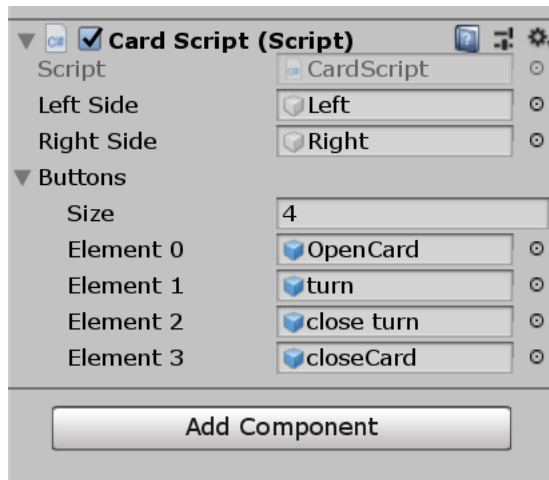 Card Script (Script)
Script CardScript
Left Side Left
Right Side Right
Buttons
Size 4
Element 0 OpenCard
Element 1 turn
Element 2 close turn
Element 3 closeCard
Add Component